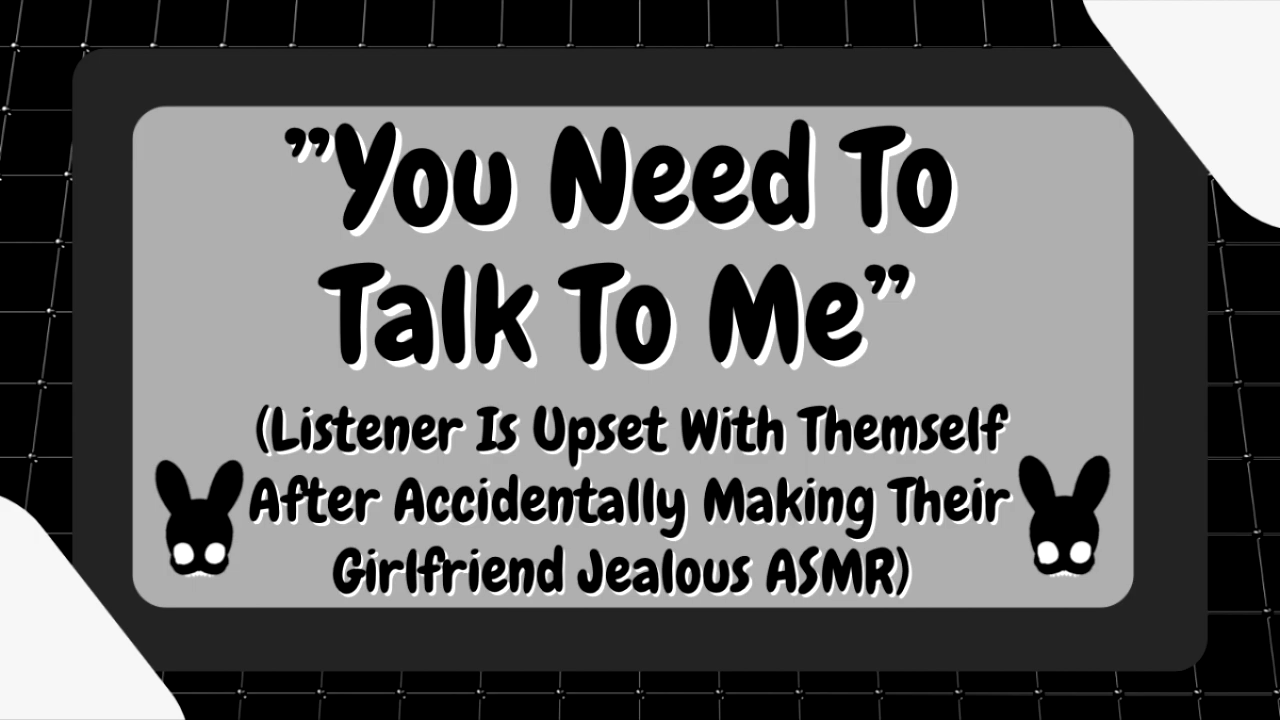 ”You Need To
Talk To Me”
(Listener Is Upset With Themself
After Accidentally Making Their
Girlfriend Jealous ASMR)